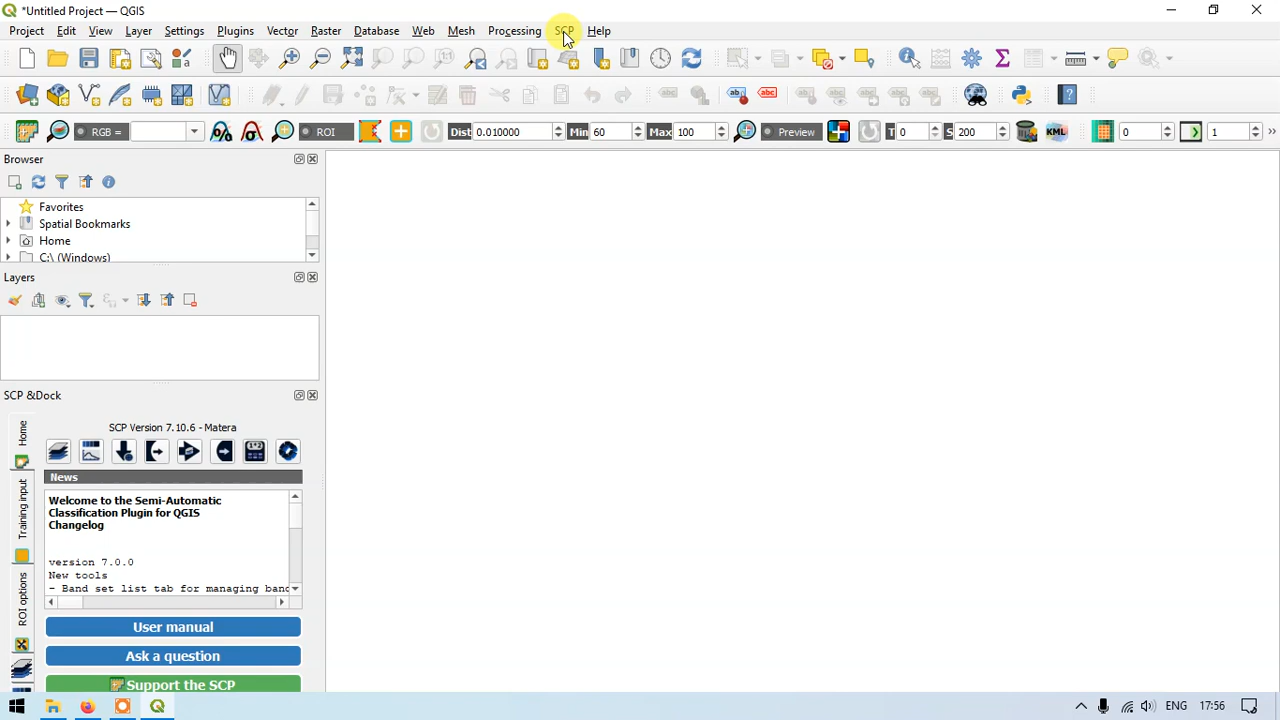 *Untitled Project — QGIS
Project Edit View Layer Settings Plugins Vector Raster Database Web Mesh Processing SCP Help
RGB = ROI Dist 0.010000 Min 60 Max 100 Preview T 0 S 200 KML 0 1 »
Browser
Favorites
Spatial Bookmarks
Home
C:\ (Windows)
Layers
SCP &Dock
Home
Training input
ROI options
SCP Version 7.10.6 - Matera
News
Welcome to the Semi-Automatic
Classification Plugin for QGIS
Changelog
version 7.0.0
New tools
- Band set list tab for managing band
User manual
Ask a question
Support the SCP
ENG 17:56